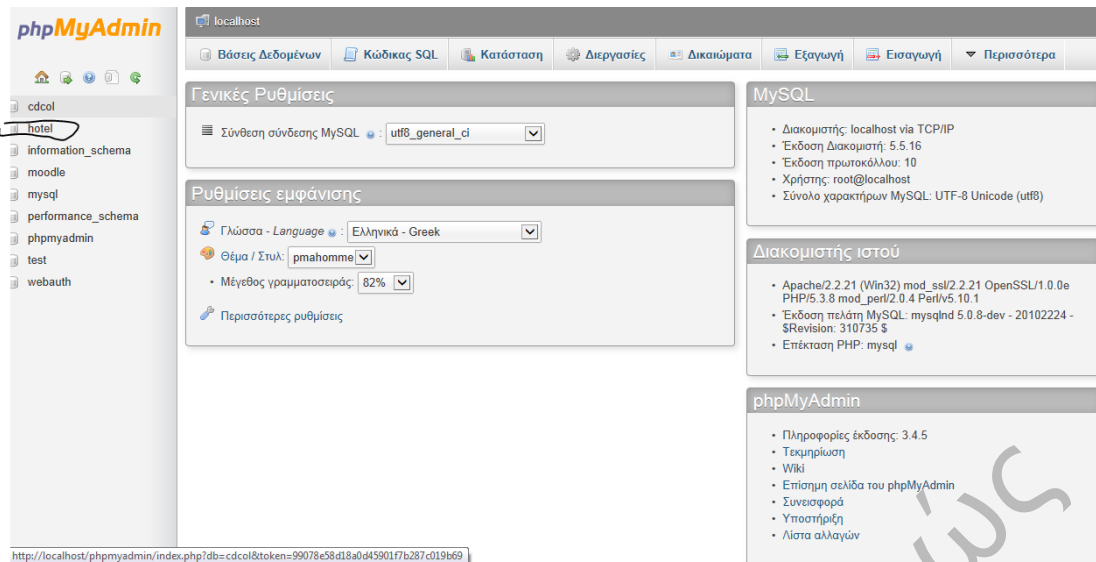 phpMyAdmin
localhost
Βάσεις Δεδομένων Κώδικας SQL Κατάσταση Διεργασίες Δικαιώματα Εξαγωγή Εισαγωγή Περισσότερα
cdcol
hotel
information_schema
moodle
mysql
performance_schema
phpmyadmin
test
webauth
Γενικές Ρυθμίσεις
Σύνθεση σύνδεσης MySQL : utf8_general_ci
Ρυθμίσεις εμφάνισης
Γλώσσα - Language : Ελληνικά - Greek
Θέμα / Στυλ: pmahomme
• Μέγεθος γραμματοσειράς: 82%
Περισσότερες ρυθμίσεις
MySQL
• Διακομιστής: localhost via TCP/IP
• Έκδοση Διακομιστή: 5.5.16
• Έκδοση πρωτοκόλλου: 10
• Χρήστης: root@localhost
• Σύνολο χαρακτήρων MySQL: UTF-8 Unicode (utf8)
Διακομιστής ιστού
• Apache/2.2.21 (Win32) mod_ssl/2.2.21 OpenSSL/1.0.0e
PHP/5.3.8 mod_perl/2.0.4 Perl/v5.10.1
• Έκδοση πελάτη MySQL: mysqlnd 5.0.8-dev - 20102224 -
$Revision: 310735 $
• Επέκταση PHP: mysql
phpMyAdmin
• Πληροφορίες έκδοσης: 3.4.5
• Τεκμηρίωση
• Wiki
• Επίσημη σελίδα του phpMyAdmin
• Συνεισφορά
• Υποστήριξη
• Λίστα αλλαγών
http://localhost/phpmyadmin/index.php?db=cdcol&token=99078e58d18a0d45901f7b287c019b69